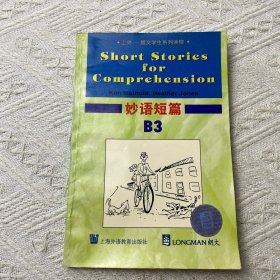 上外—朗文学生系列读物
Short Stories
for
Comprehension
Ken Methold, Heather Jones
妙语短篇
B3
上海外语教育出版社
LONGMAN 朗文